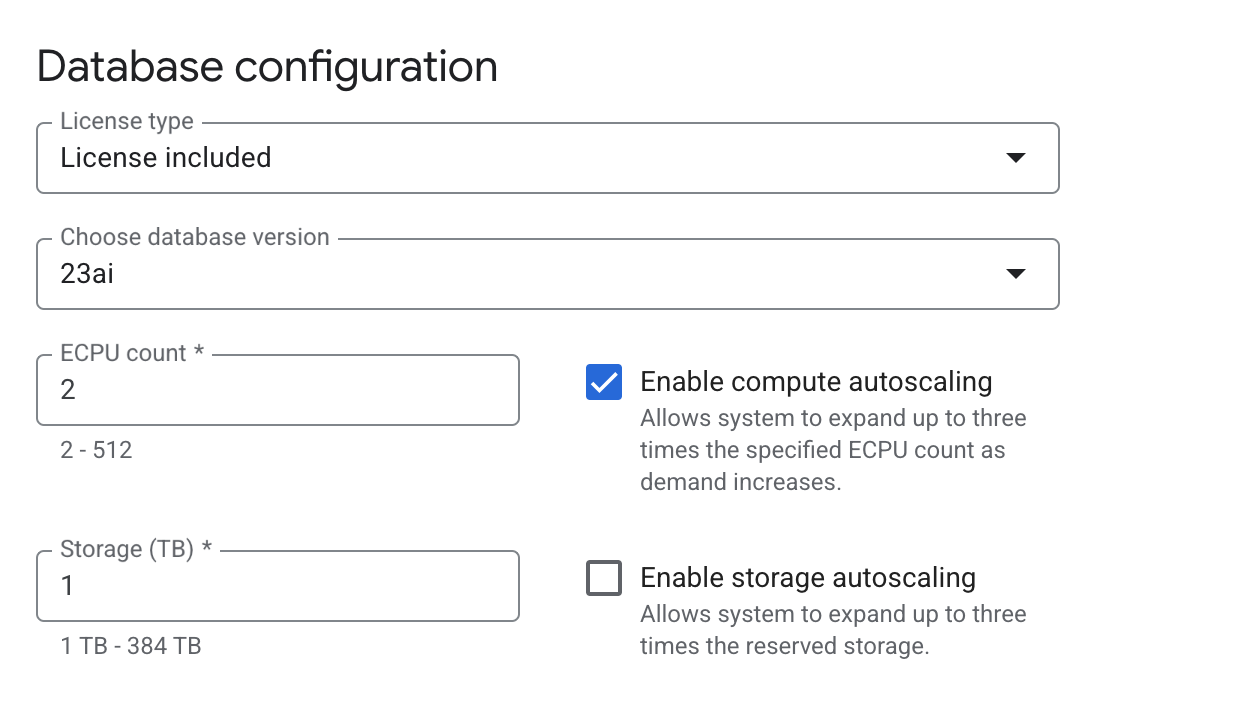 Database configuration
License type
License included
Choose database version
23ai
ECPU count *
2
2 - 512
Enable compute autoscaling
Allows system to expand up to three
times the specified ECPU count as
demand increases.
Storage (TB) *
1
1 TB - 384 TB
Enable storage autoscaling
Allows system to expand up to three
times the reserved storage.